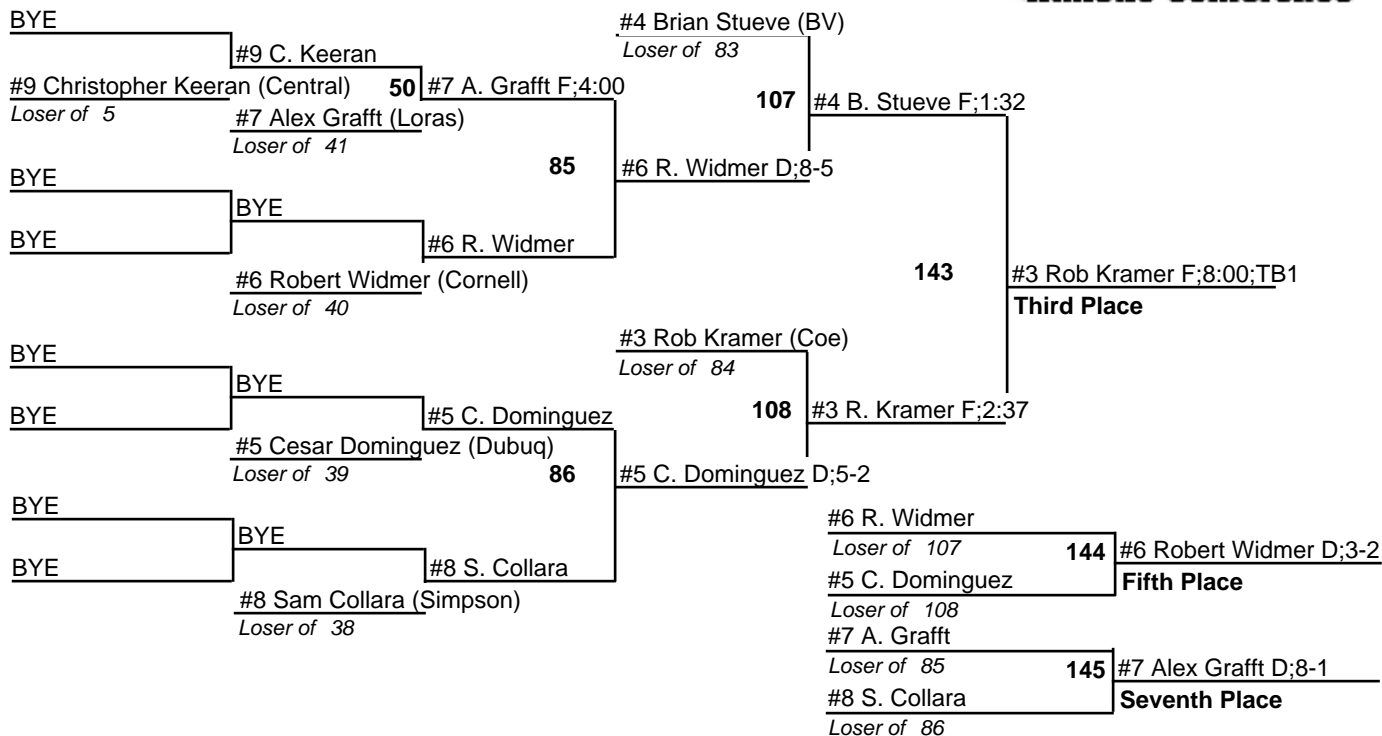 BYE
#9 C. Keeran
#9 Christopher Keeran (Central)
Loser of 5
50
#7 A. Grafft F;4:00
#7 Alex Grafft (Loras)
Loser of 41
BYE
BYE
BYE
#6 R. Widmer
#6 Robert Widmer (Cornell)
Loser of 40
85
#6 R. Widmer D;8-5
#4 Brian Stueve (BV)
Loser of 83
107
#4 B. Stueve F;1:32
BYE
BYE
BYE
#5 C. Dominguez
#5 Cesar Dominguez (Dubuq)
Loser of 39
86
#5 C. Dominguez D;5-2
BYE
BYE
BYE
#8 S. Collara
#8 Sam Collara (Simpson)
Loser of 38
#3 Rob Kramer (Coe)
Loser of 84
108
#3 R. Kramer F;2:37
143
#3 Rob Kramer F;8:00;TB1
Third Place
#6 R. Widmer
Loser of 107
144
#6 Robert Widmer D;3-2
#5 C. Dominguez
Fifth Place
Loser of 108
#7 A. Grafft
Loser of 85
145
#7 Alex Grafft D;8-1
#8 S. Collara
Seventh Place
Loser of 86